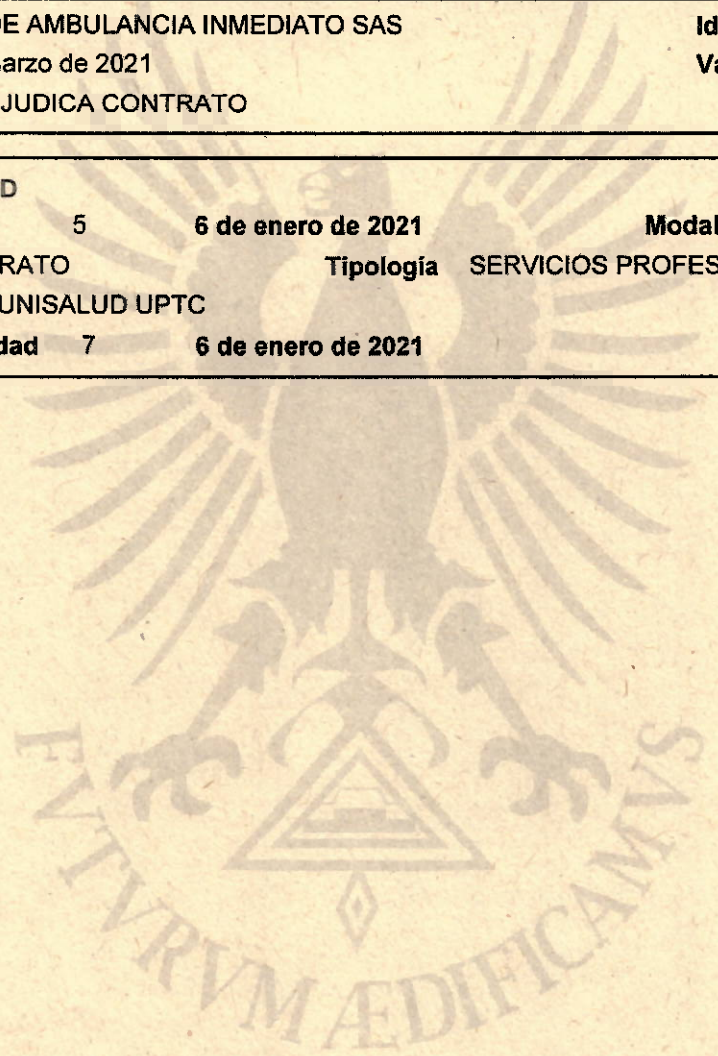 DE AMBULANCIA INMEDIATO SAS Id
arzo de 2021 Va
JUDICA CONTRATO
D
5 6 de enero de 2021 Modal
RATO Tipología SERVICIOS PROFES
UNISALUD UPTC
dad 7 6 de enero de 2021
FVTVRVM ÆDIFICAMVS